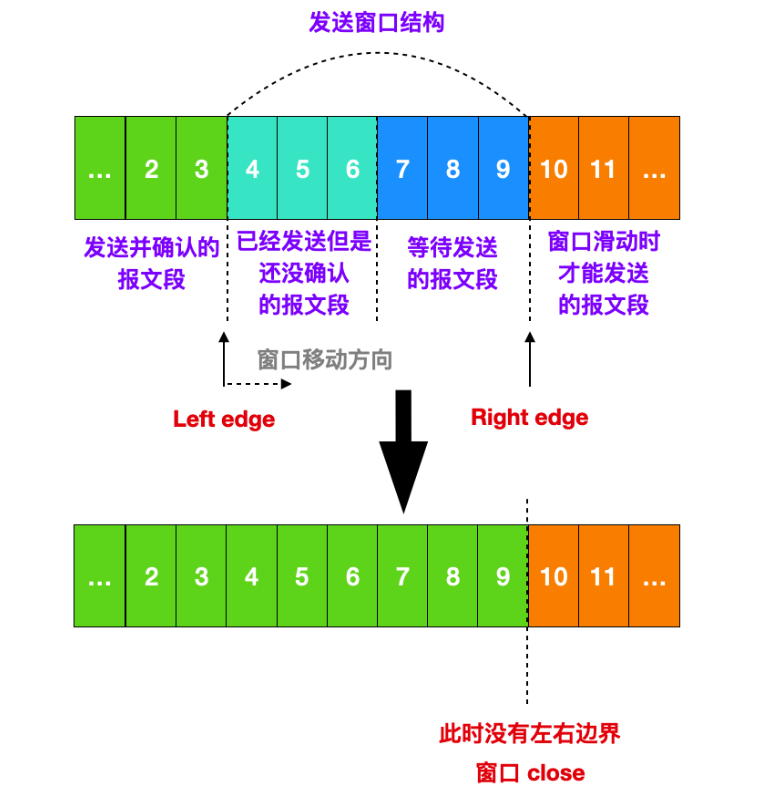 发送窗口结构
... 2 3 4 5 6 7 8 9 10 11 ...
发送并确认的
报文段
已经发送但是
还没确认
的报文段
等待发送
的报文段
窗口滑动时
才能发送
的报文段
窗口移动方向
Left edge
Right edge
... 2 3 4 5 6 7 8 9 10 11 ...
此时没有左右边界
窗口 close